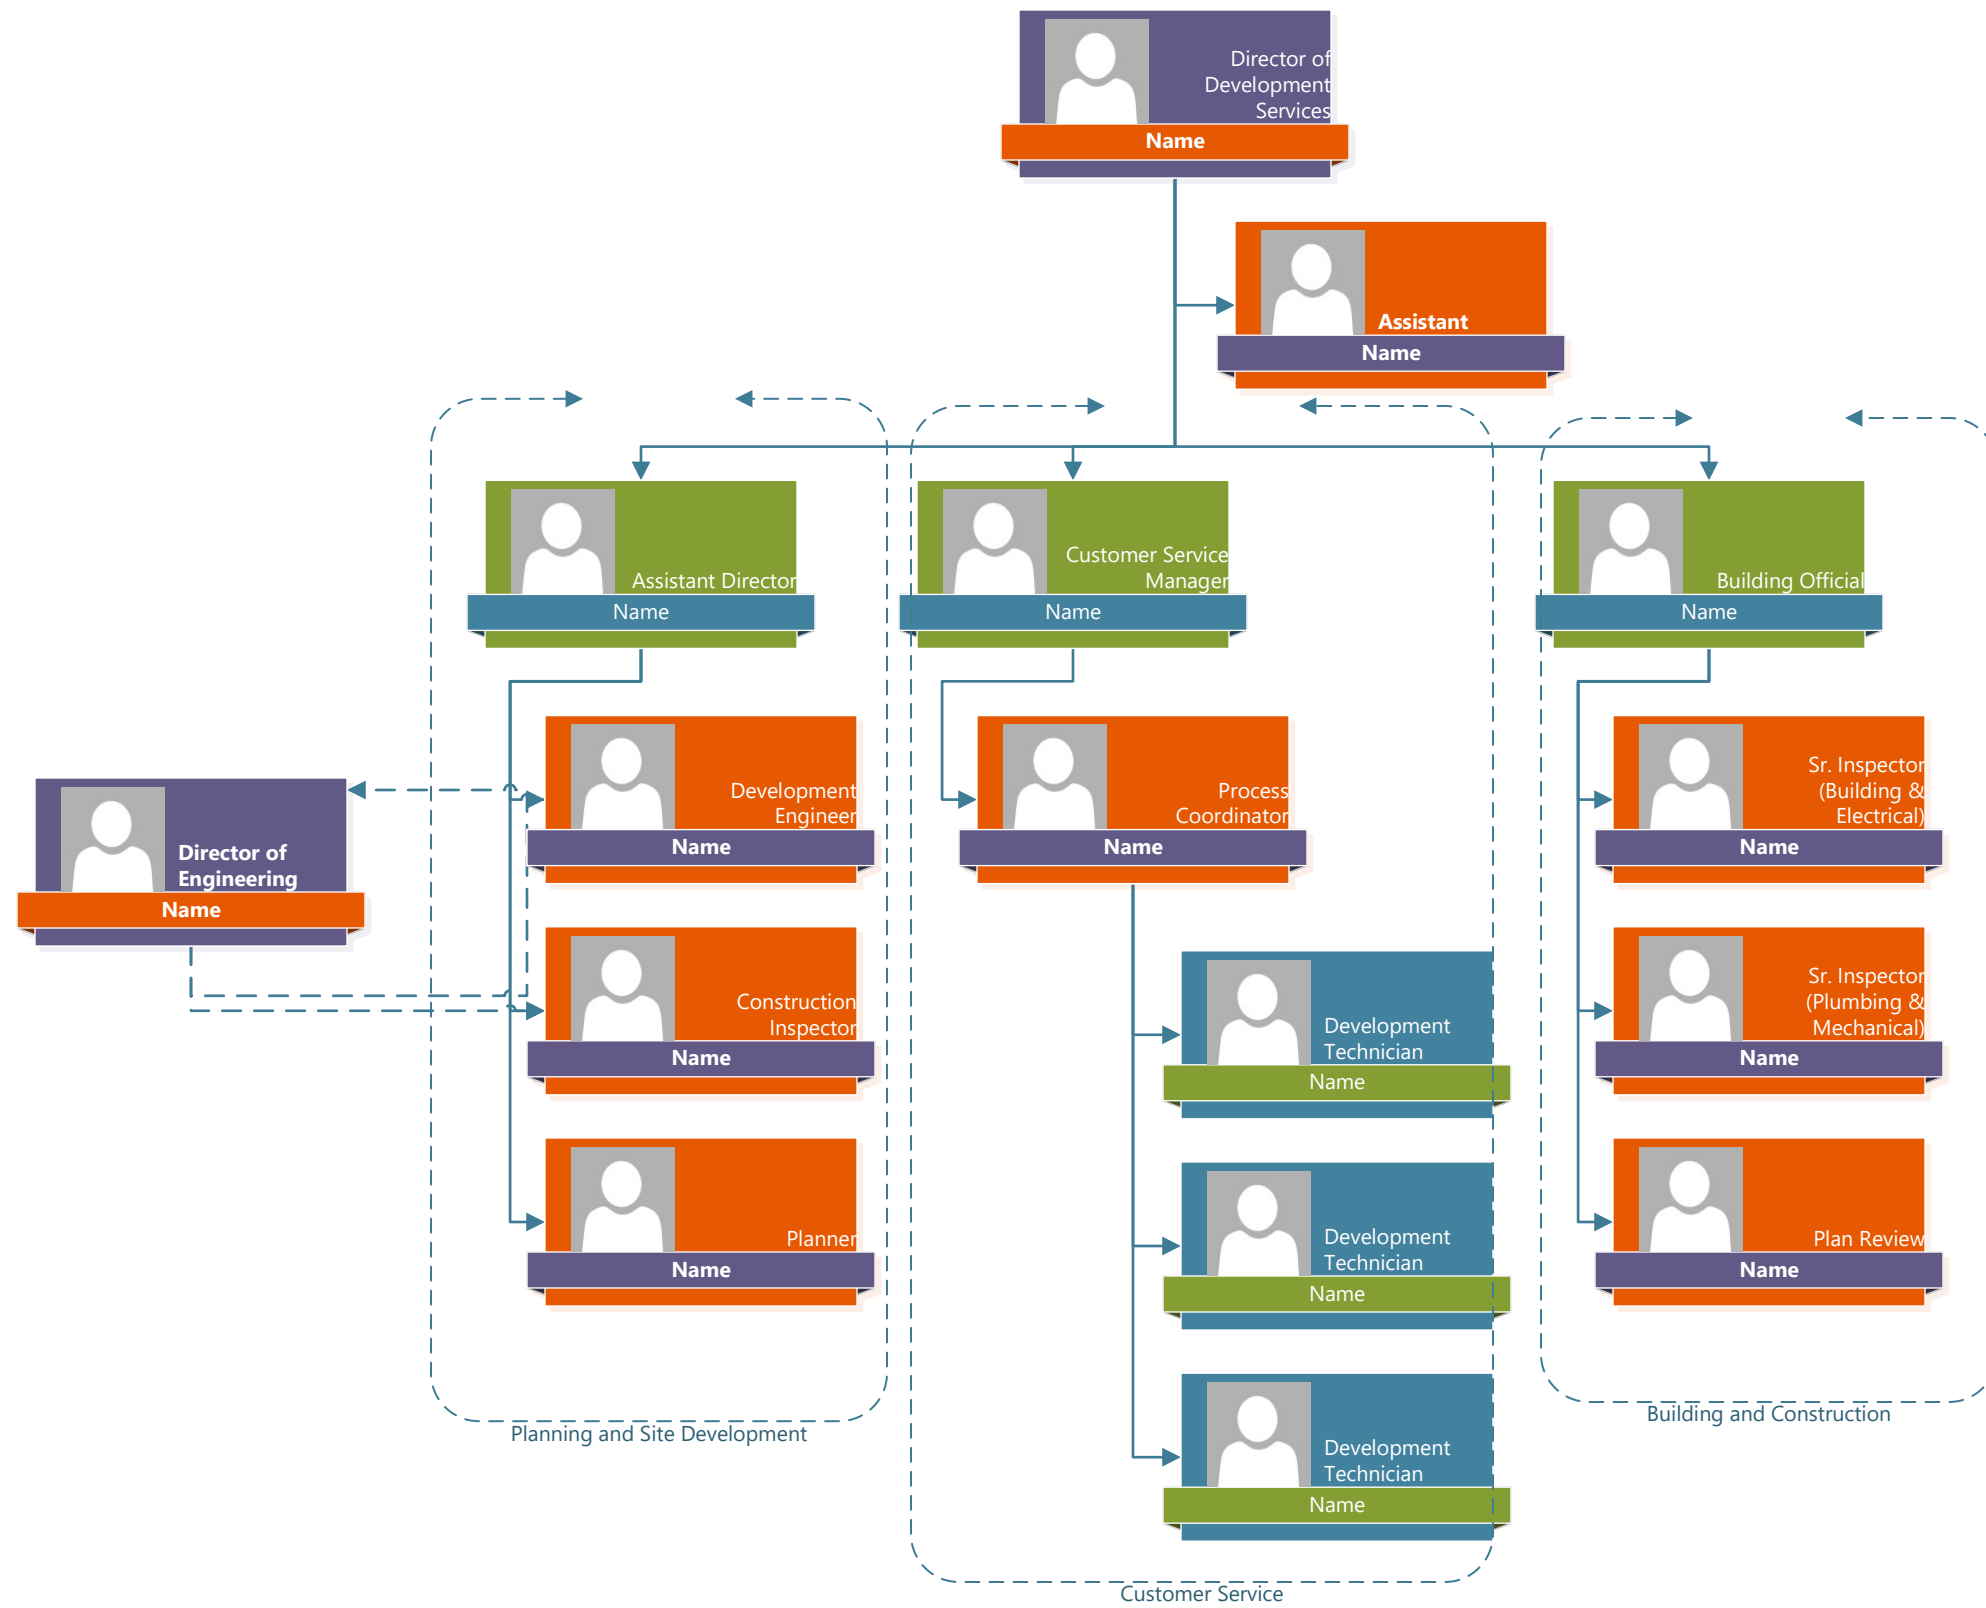 Director of
Development
Services
Name
Assistant
Name
Assistant Director
Name
Customer Service
Manager
Name
Building Official
Name
Development
Engineer
Name
Process
Coordinator
Name
Sr. Inspector
(Building &
Electrical)
Name
Director of
Engineering
Name
Construction
Inspector
Name
Sr. Inspector
(Plumbing &
Mechanical)
Name
Development
Technician
Name
Planner
Name
Development
Technician
Name
Plan Review
Name
Development
Technician
Name
Planning and Site Development
Building and Construction
Customer Service